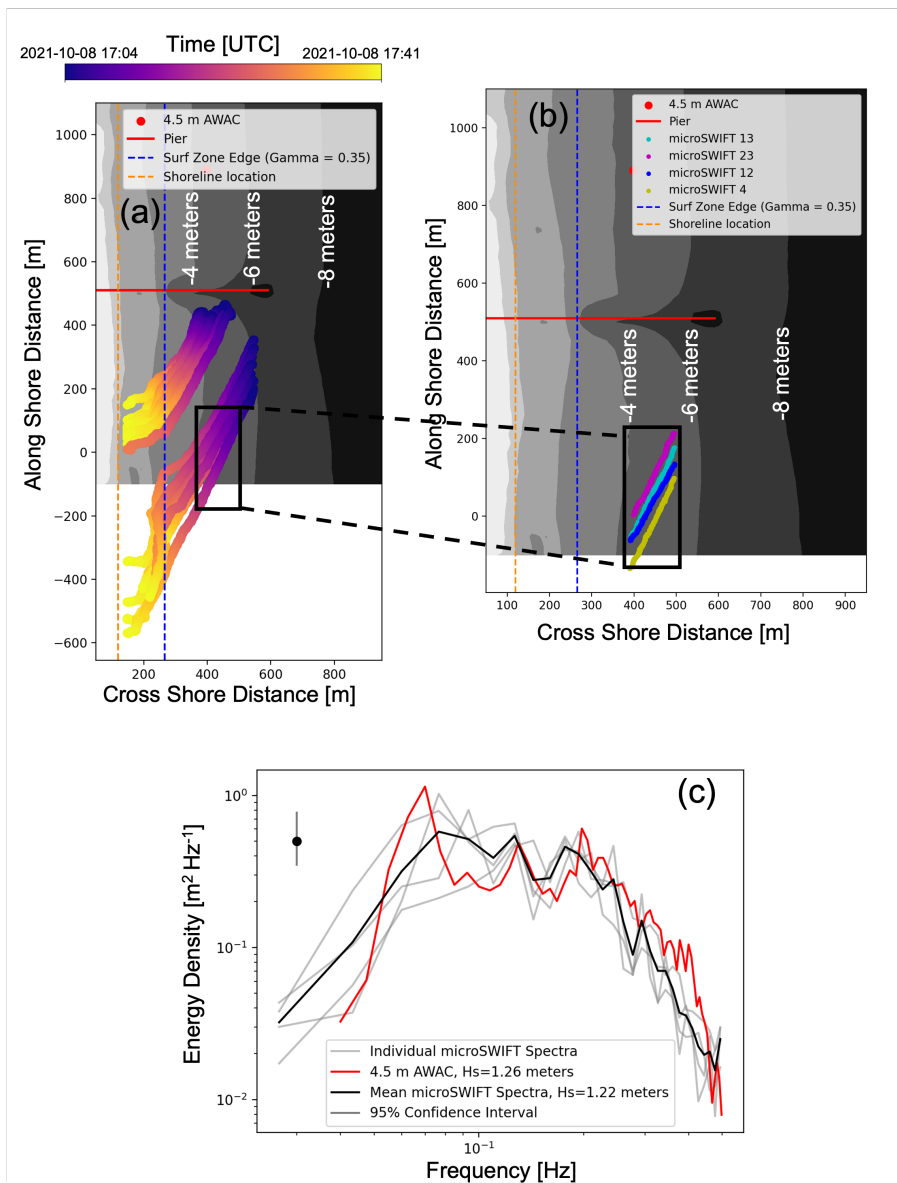 Time [UTC]
2021-10-08 17:04
2021-10-08 17:41
1000
800
600
400
200
0
−200
−400
−600
Along Shore Distance [m]
4.5 m AWAC
Pier
Surf Zone Edge (Gamma = 0.35)
Shoreline location
(a)
-4 meters
-6 meters
-8 meters
200
400
600
800
Cross Shore Distance [m]
1000
800
600
400
200
0
Along Shore Distance [m]
(b)
4.5 m AWAC
Pier
microSWIFT 13
microSWIFT 23
microSWIFT 12
microSWIFT 4
Surf Zone Edge (Gamma = 0.35)
Shoreline location
-4 meters
-6 meters
-8 meters
100
200
300
400
500
600
700
800
900
Cross Shore Distance [m]
(c)
10⁰
10⁻¹
10⁻²
Energy Density [m² Hz⁻¹]
Individual microSWIFT Spectra
4.5 m AWAC, Hs=1.26 meters
Mean microSWIFT Spectra, Hs=1.22 meters
95% Confidence Interval
10⁻¹
Frequency [Hz]